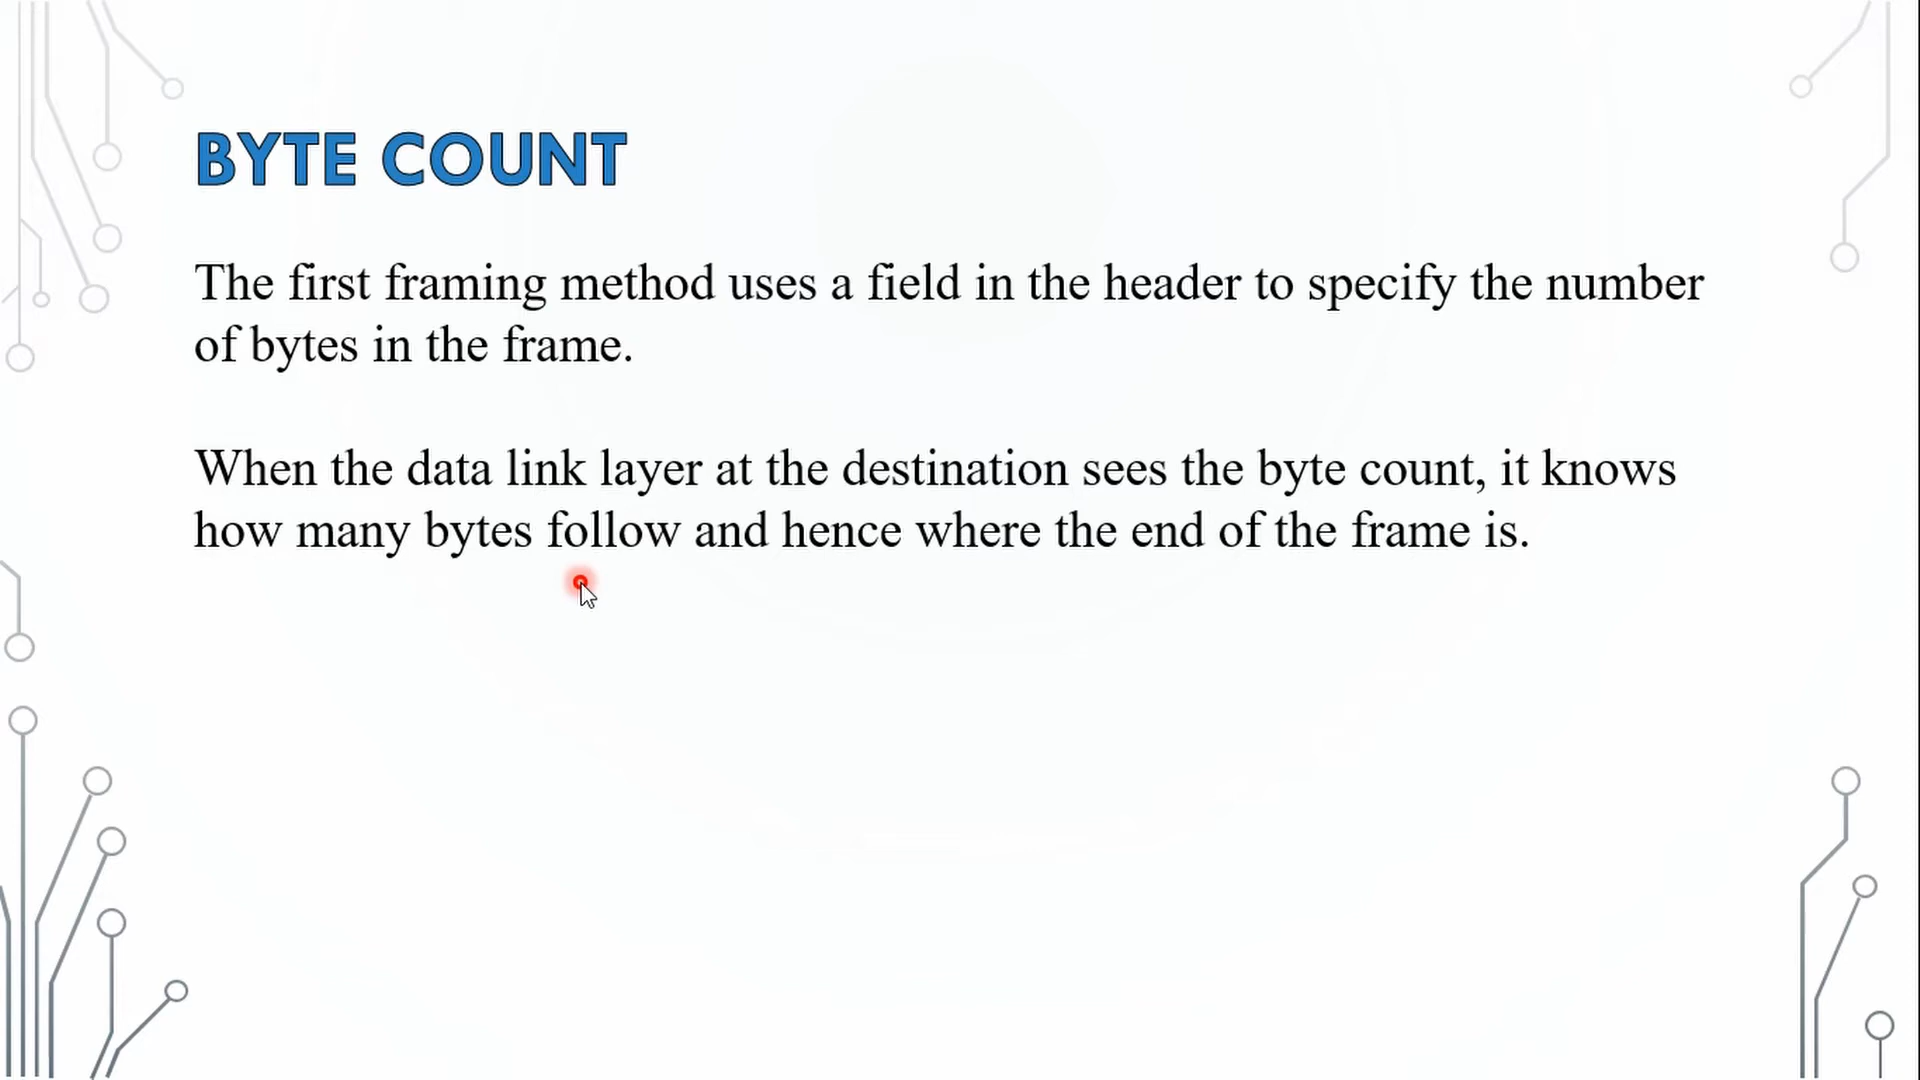 BYTE COUNT
The first framing method uses a field in the header to specify the number
of bytes in the frame.
When the data link layer at the destination sees the byte count, it knows
how many bytes follow and hence where the end of the frame is.